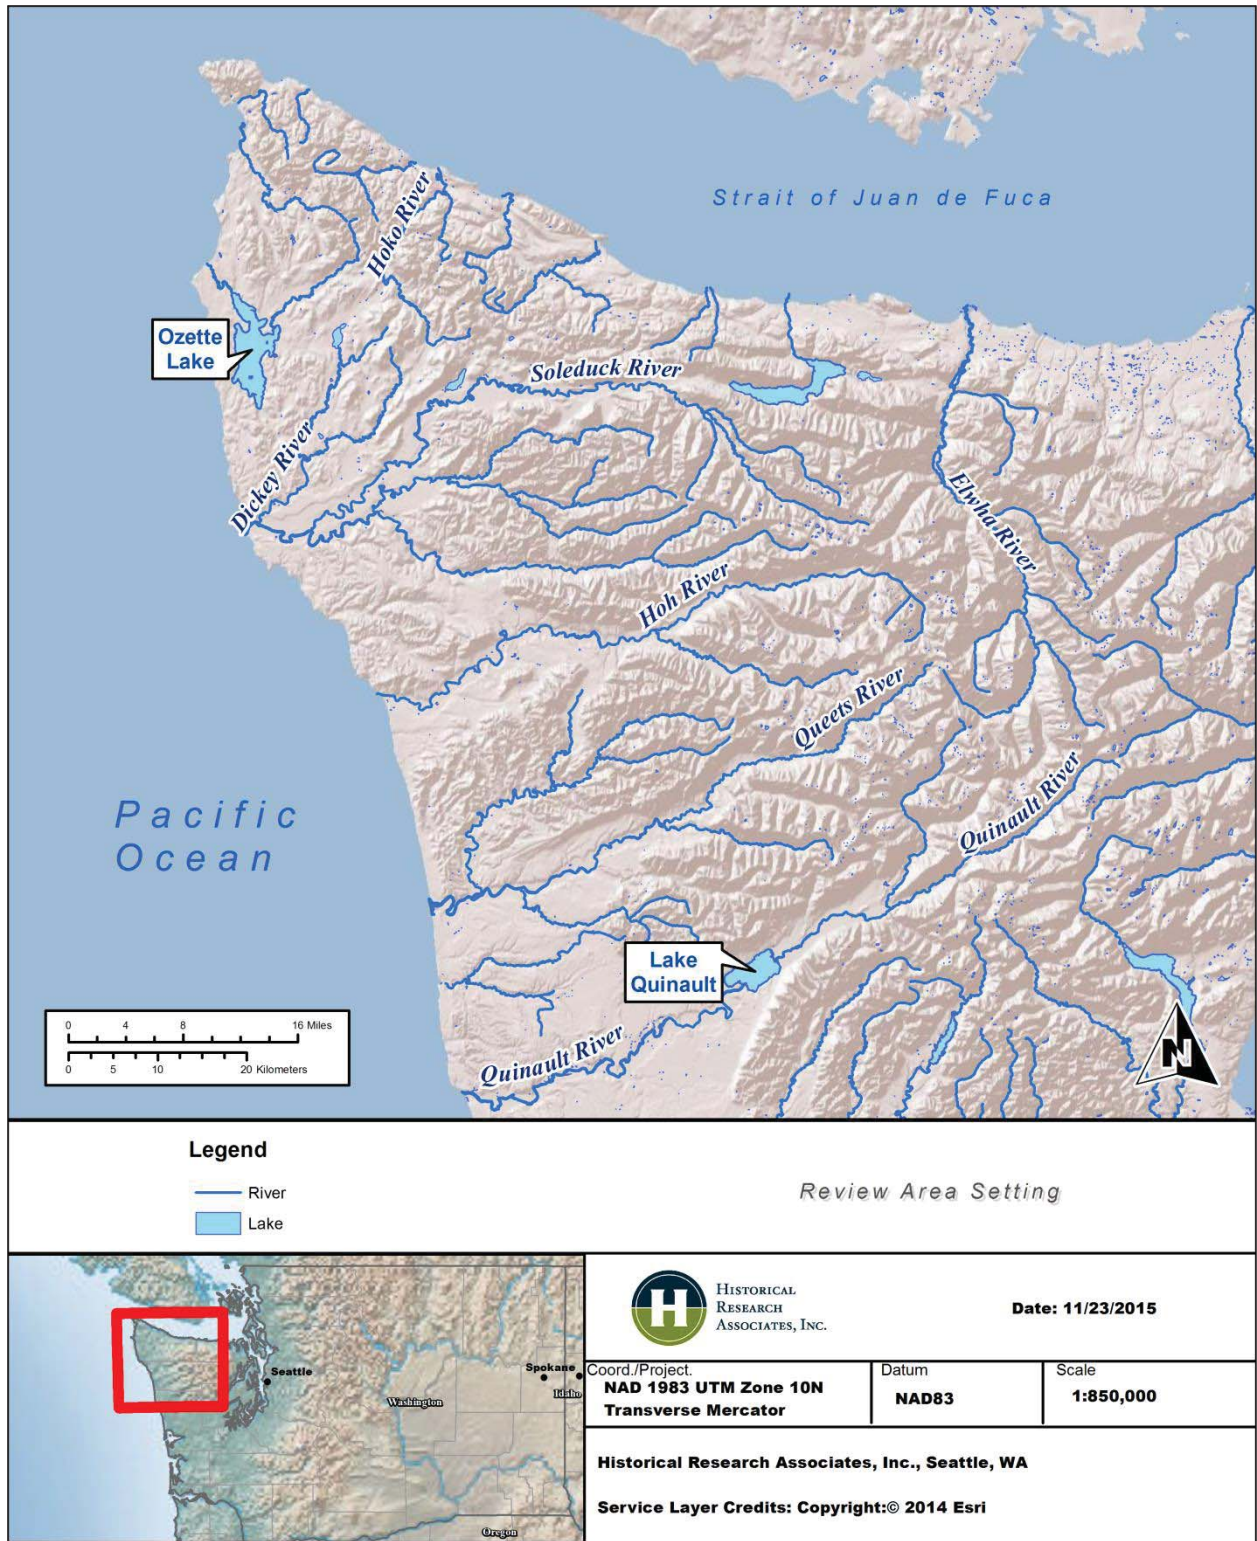 Strait of Juan de Fuca
Hoko River
Ozette
Lake
Soleduck River
Dickey River
Elwha River
Hoh River
Queets River
Quinault River
Pacific
Ocean
Lake
Quinault
Quinault River
0 4 8 16 Miles
0 5 10 20 Kilometers
N
Legend
River
Lake
Review Area Setting
Seattle
Spokane
Idaho
Washington
Oregon
H
HISTORICAL
RESEARCH
ASSOCIATES, INC.
Date: 11/23/2015
Coord./Project.
NAD 1983 UTM Zone 10N
Transverse Mercator
Datum
NAD83
Scale
1:850,000
Historical Research Associates, Inc., Seattle, WA
Service Layer Credits: Copyright:© 2014 Esri